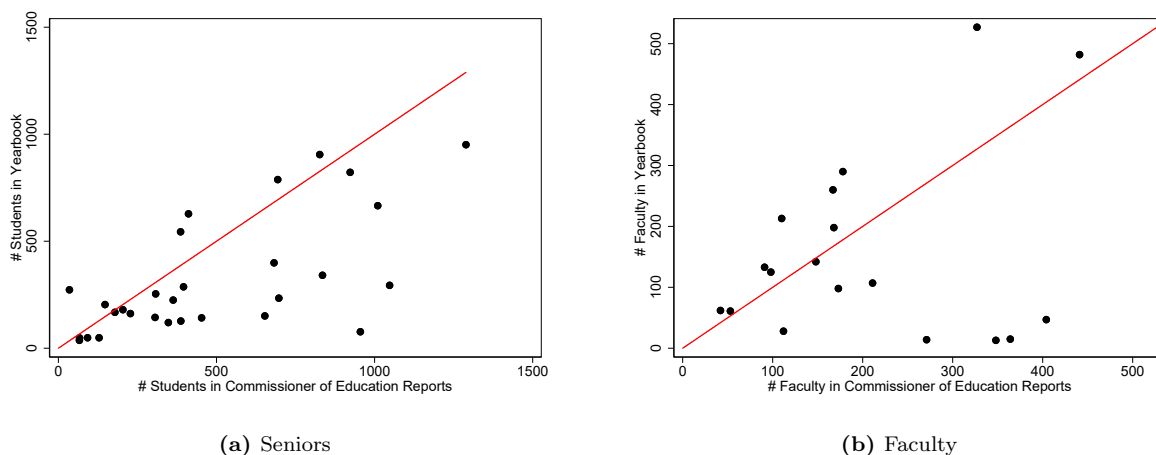 # Students in Yearbook
1500
1000
500
0
0 500 1000 1500
# Students in Commissioner of Education Reports
(a) Seniors
# Faculty in Yearbook
500
400
300
200
100
0
0 100 200 300 400 500
# Faculty in Commissioner of Education Reports
(b) Faculty